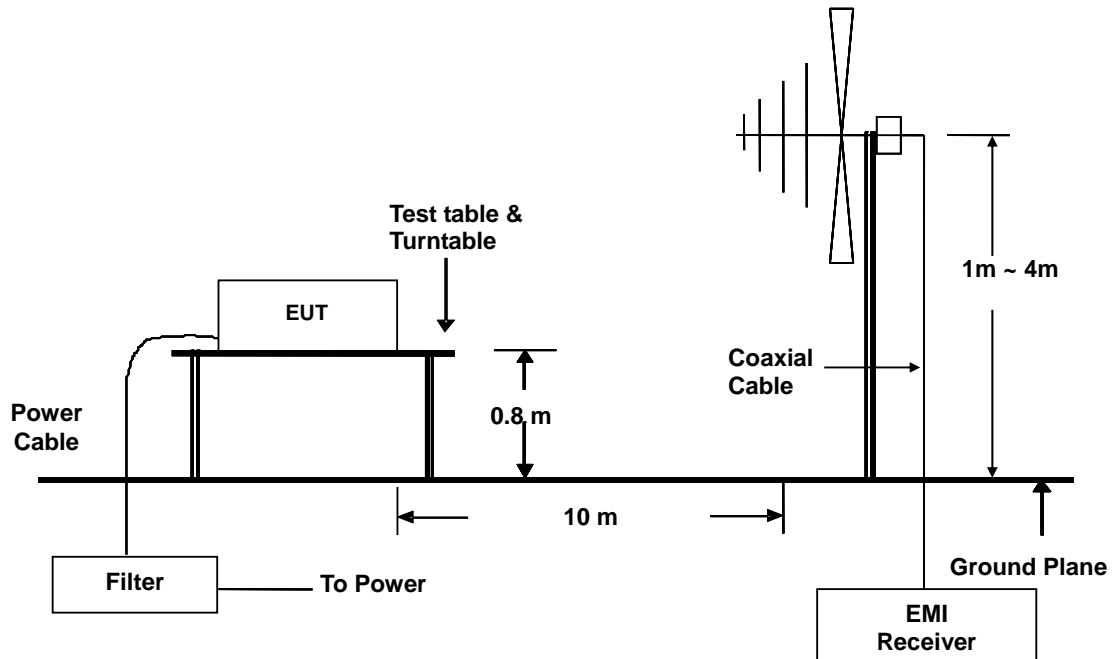 Test table &
Turntable
1m ~ 4m
EUT
Coaxial
Cable
0.8 m
Power
Cable
10 m
Filter
To Power
Ground Plane
EMI
Receiver